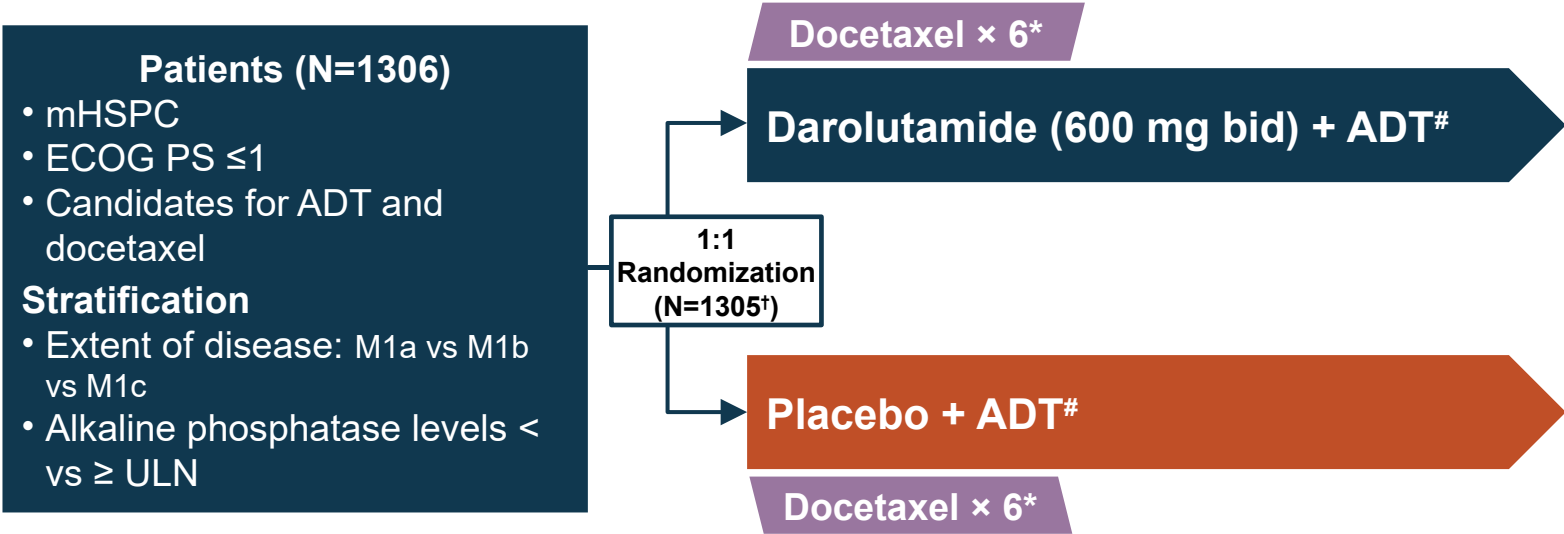 Patients (N=1306)
• mHSPC
• ECOG PS ≤1
• Candidates for ADT and
docetaxel
Stratification
• Extent of disease: M1a vs M1b
vs M1c
• Alkaline phosphatase levels <
vs ≥ ULN
1:1
Randomization
(N=1305†)
Docetaxel × 6*
Darolutamide (600 mg bid) + ADT#
Placebo + ADT#
Docetaxel × 6*